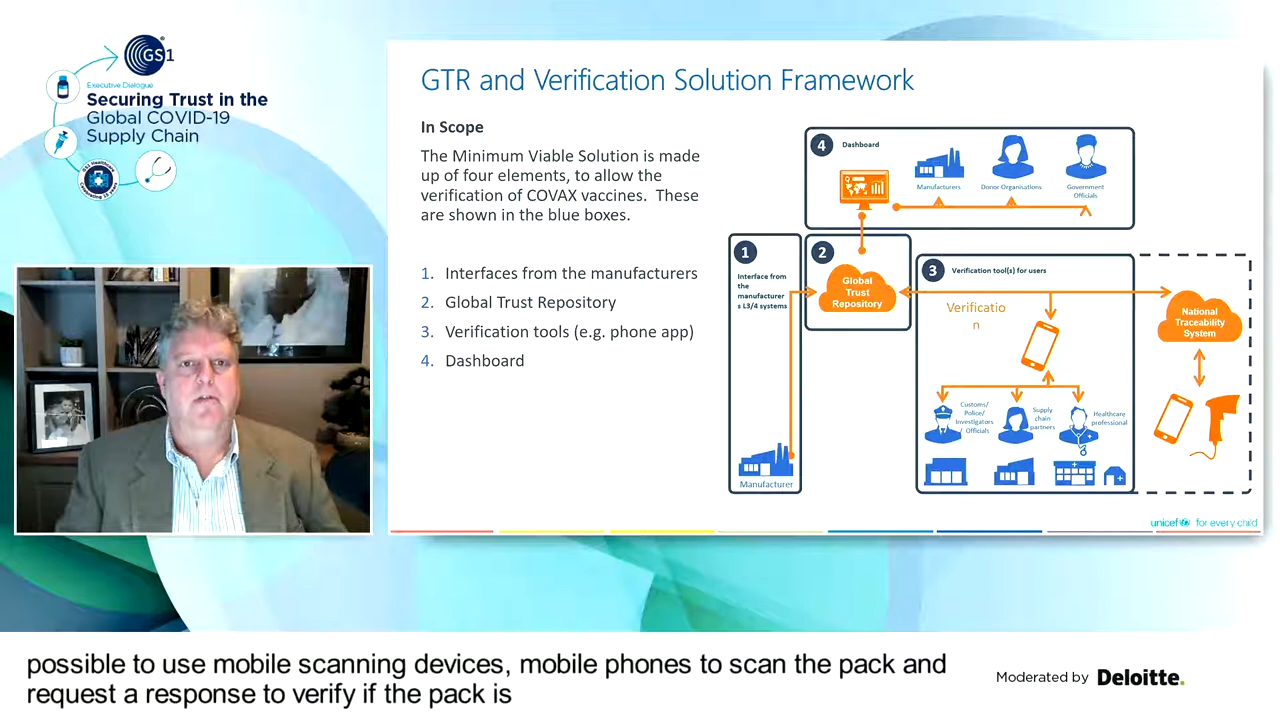 GS1
Executive Dialogue
Securing Trust in the
Global COVID-19
Supply Chain
GTR and Verification Solution Framework
In Scope
The Minimum Viable Solution is made
up of four elements, to allow the
verification of COVAX vaccines. These
are shown in the blue boxes.
1. Interfaces from the manufacturers
2. Global Trust Repository
3. Verification tools (e.g. phone app)
4. Dashboard
4
Dashboard
Manufacturers
Donor Organisations
Government
Officials
1
Interface from
the
manufacturer
s L3/4 systems
Manufacturer
2
Global
Trust
Repository
3
Verification tool(s) for users
Verificatio
n
Customs/
Police/
Investigators
/ Officials
Supply
chain
partners
Healthcare
professional
National
Traceability
System
unicef for every child
possible to use mobile scanning devices, mobile phones to scan the pack and
request a response to verify if the pack is
Moderated by Deloitte.